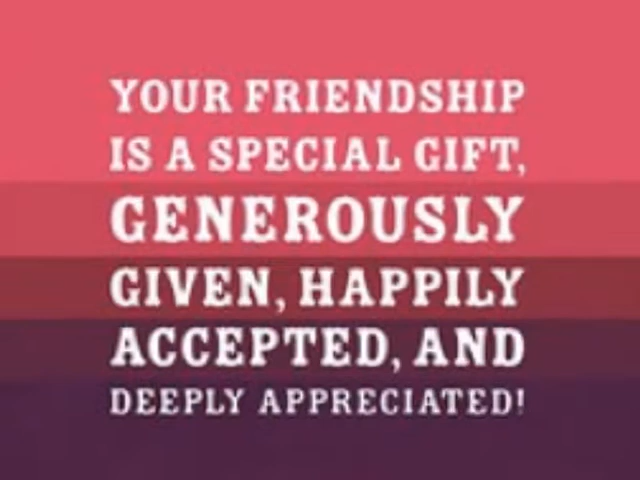 YOUR FRIENDSHIP
IS A SPECIAL GIFT,
GENEROUSLY
GIVEN, HAPPILY
ACCEPTED, AND
DEEPLY APPRECIATED!